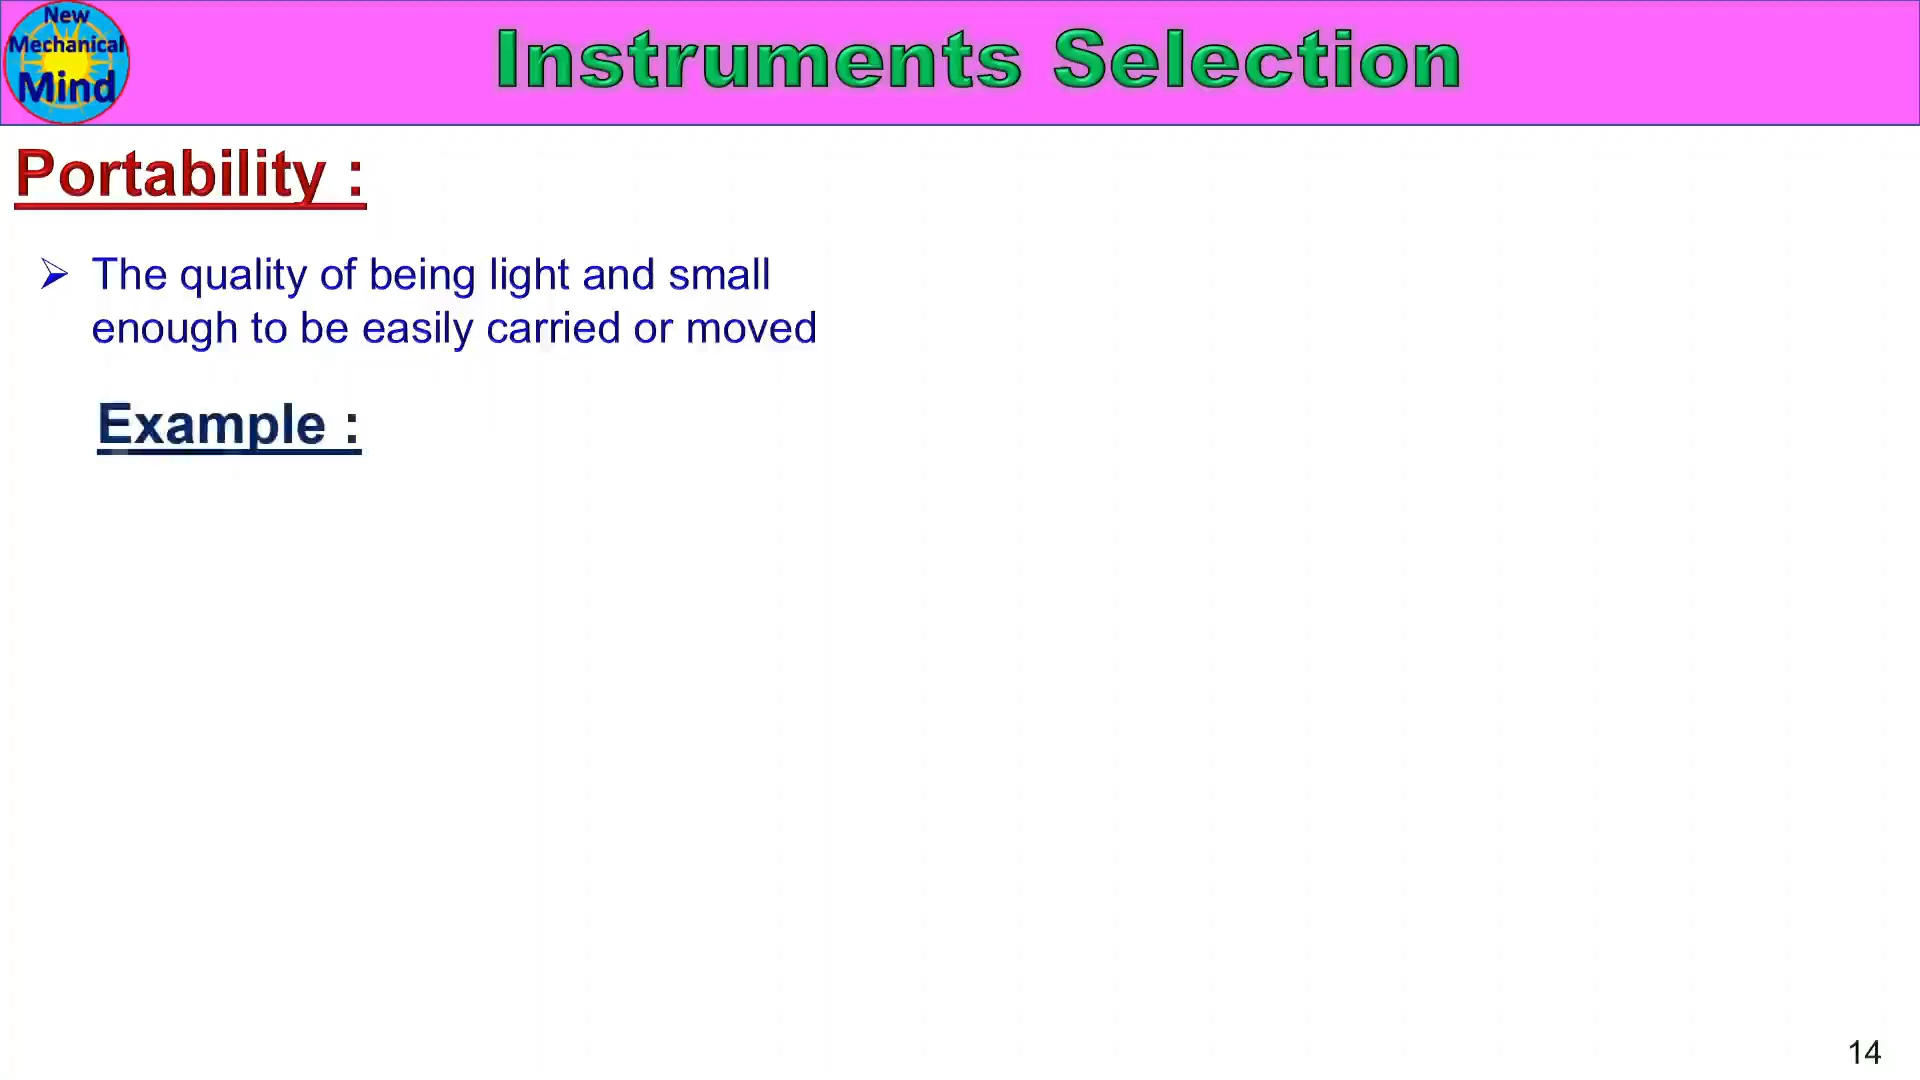 New
Mechanical
Mind
Instruments Selection
Portability :
➢ The quality of being light and small
enough to be easily carried or moved
Example :
14